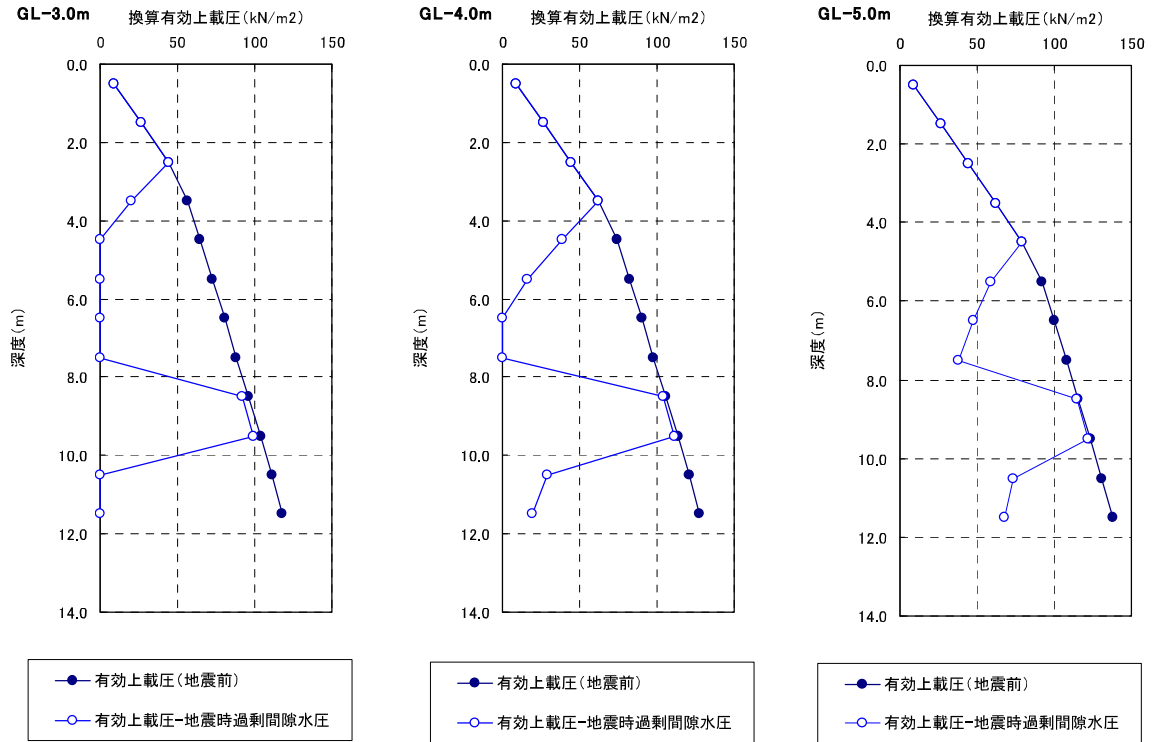 GL-3.0m 換算有効上載圧(kN/m2)
0 50 100 150
0.0
2.0
4.0
6.0
8.0
10.0
12.0
14.0
深度(m)
有効上載圧(地震前)
有効上載圧-地震時過剰間隙水圧
GL-4.0m 換算有効上載圧(kN/m2)
0 50 100 150
0.0
2.0
4.0
6.0
8.0
10.0
12.0
14.0
深度(m)
有効上載圧(地震前)
有効上載圧-地震時過剰間隙水圧
GL-5.0m 換算有効上載圧(kN/m2)
0 50 100 150
0.0
2.0
4.0
6.0
8.0
10.0
12.0
14.0
深度(m)
有効上載圧(地震前)
有効上載圧-地震時過剰間隙水圧